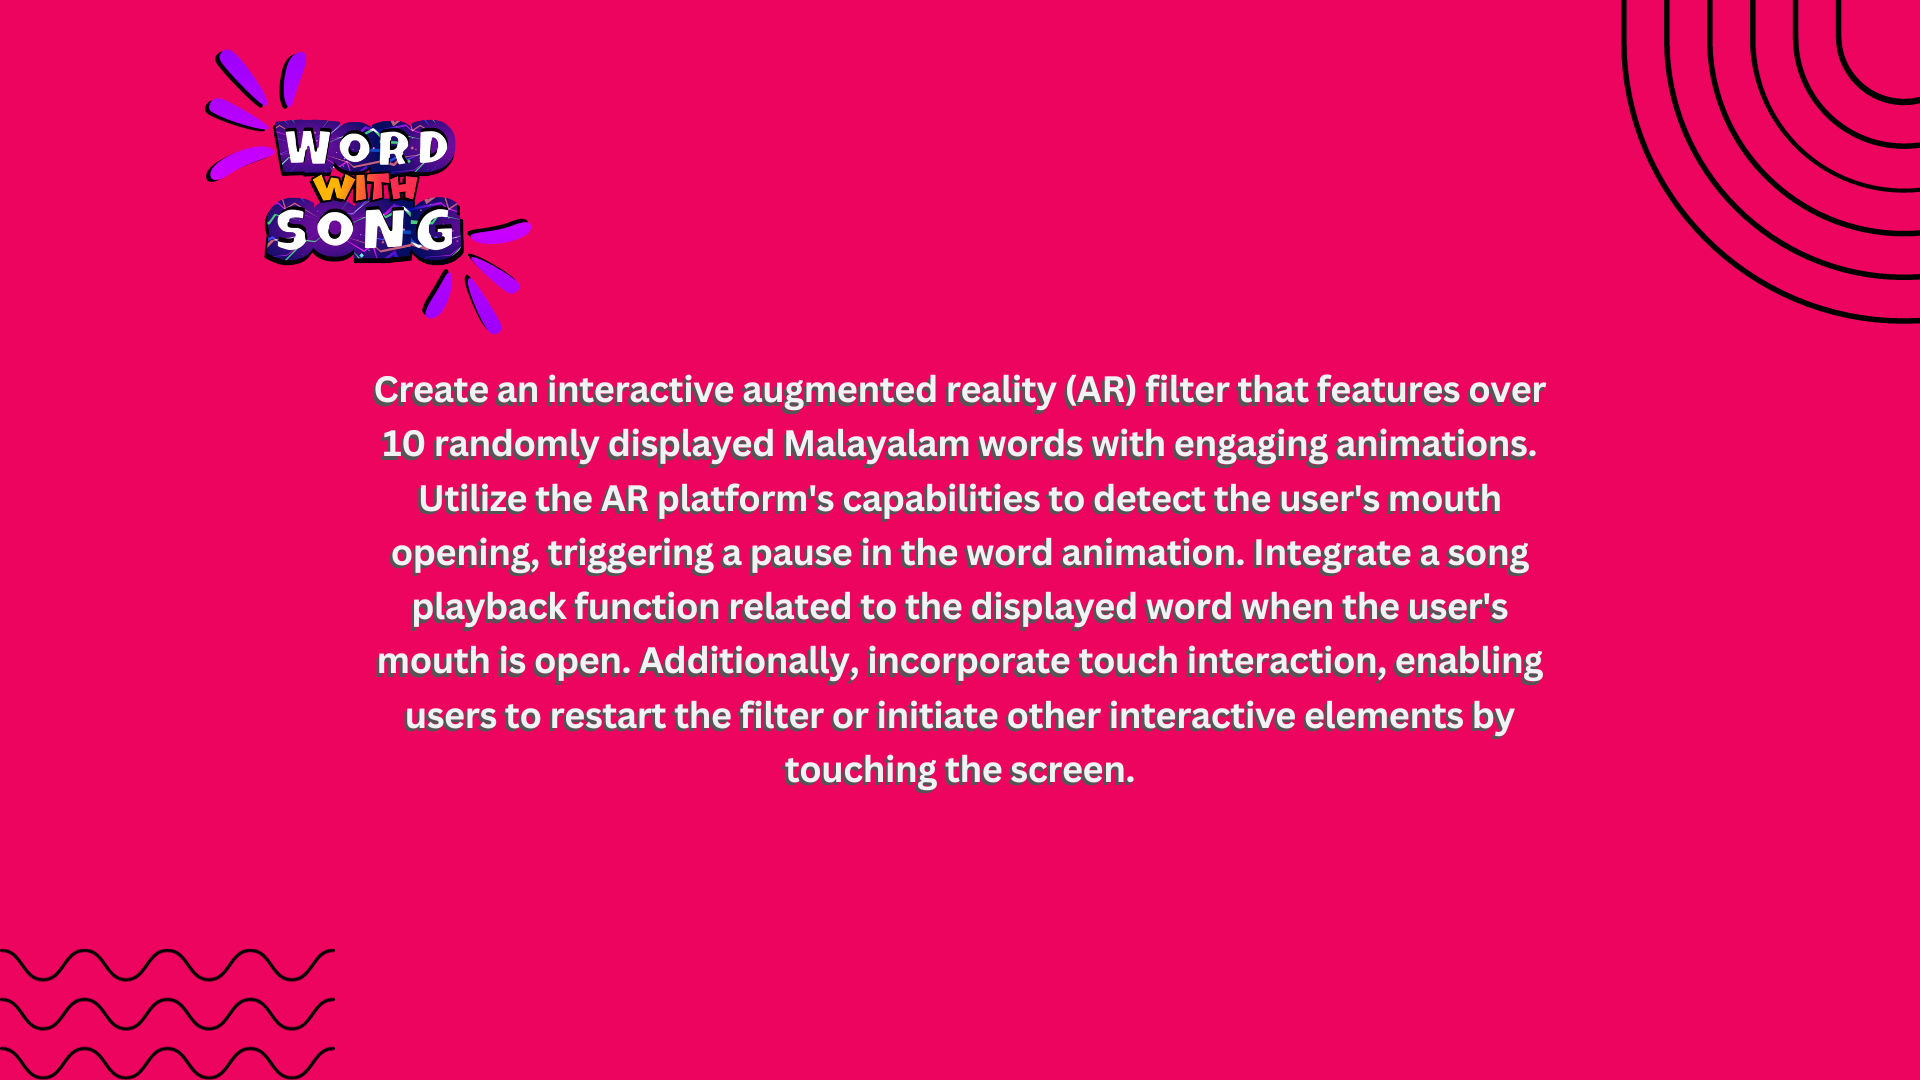 WORD
WITH
SONG
Create an interactive augmented reality (AR) filter that features over
10 randomly displayed Malayalam words with engaging animations.
Utilize the AR platform's capabilities to detect the user's mouth
opening, triggering a pause in the word animation. Integrate a song
playback function related to the displayed word when the user's
mouth is open. Additionally, incorporate touch interaction, enabling
users to restart the filter or initiate other interactive elements by
touching the screen.